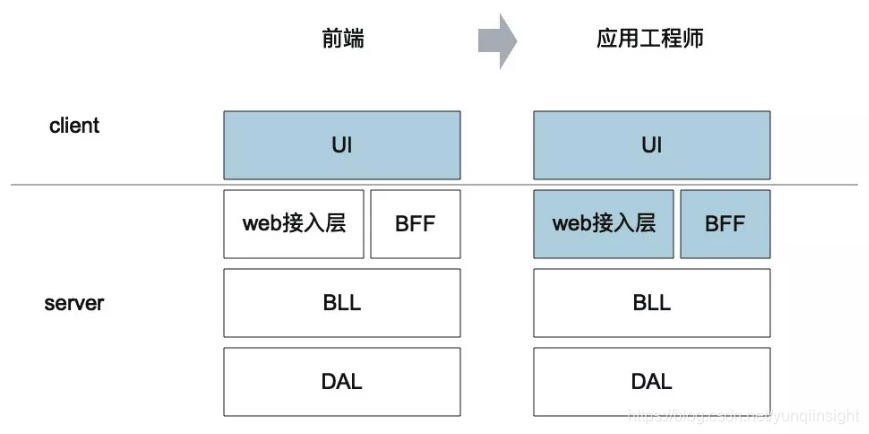 前端 应用工程师
client UI UI
web接入层 BFF web接入层 BFF
server BLL BLL
DAL DAL
https://blog.csdn.net/yunqiinsight